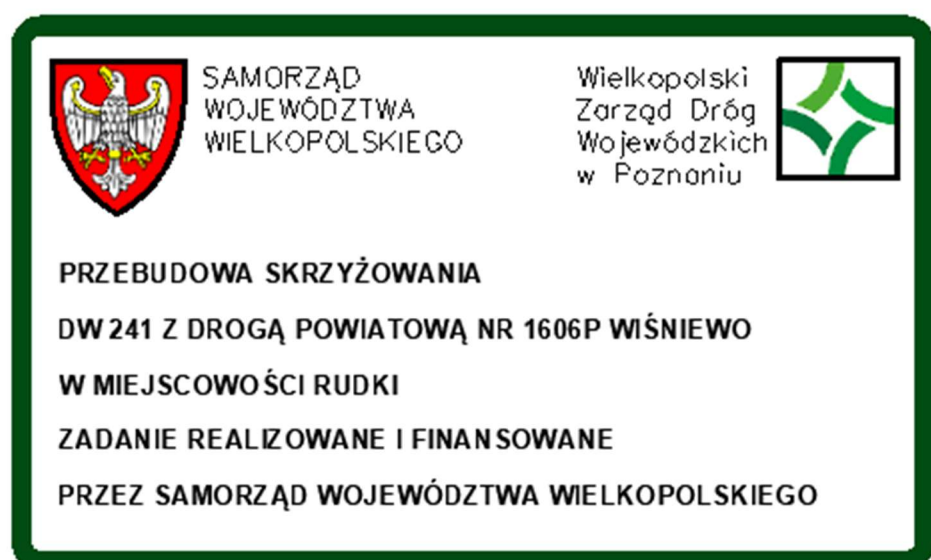 SAMORZĄD
WOJEWÓDZTWA
WIELKOPOLSKIEGO
Wielkopolski
Zarząd Dróg
Wojewódzkich
w Poznaniu
PRZEBUDOWA SKRZYŻOWANIA
DW 241 Z DROGĄ POWIATOWĄ NR 1606P WIŚNIEWO
W MIEJSCOWOŚCI RUDKI
ZADANIE REALIZOWANE I FINANSOWANE
PRZEZ SAMORZĄD WOJEWÓDZTWA WIELKOPOLSKIEGO